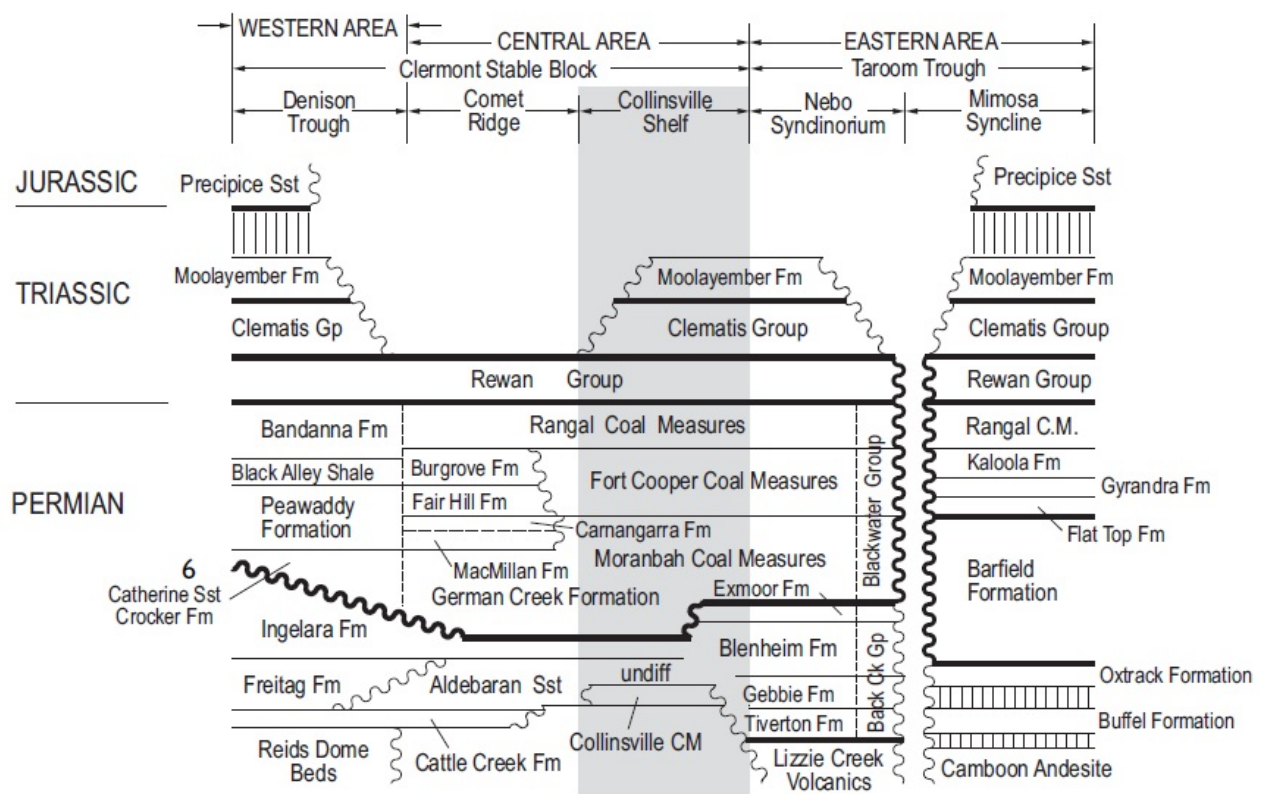 WESTERN AREA
CENTRAL AREA
EASTERN AREA
Clermont Stable Block
Taroom Trough
Denison
Trough
Comet
Ridge
Collinsville
Shelf
Nebo
Syndinorium
Mimosa
Syncline
JURASSIC
Precipice Sst
Precipice Sst
TRIASSIC
Moolayember Fm
Moolayember Fm
Moolayember Fm
Clematis Gp
Clematis Group
Clematis Group
Rewan Group
Rewan Group
PERMIAN
Bandanna Fm
Rangal Coal Measures
Rangal C.M.
Black Alley Shale
Burgrove Fm
Fort Cooper Coal Measures
Kaloola Fm
Gyrandra Fm
Peawaddy
Formation
Fair Hill Fm
Flat Top Fm
Camangarra Fm
MacMillan Fm
Moranbah Coal Measures
Blackwater Group
Barfield
Formation
6
Catherine Sst
Crocker Fm
German Creek Formation
Exmoor Fm
Ingelara Fm
Blenheim Fm
Back Ck Gp
Oxtrack Formation
Freitag Fm
Aldebaran Sst
undiff
Gebbie Fm
Tiverton Fm
Buffel Formation
Reids Dome
Beds
Cattle Creek Fm
Collinsville CM
Lizzie Creek
Volcanics
Camboon Andesite